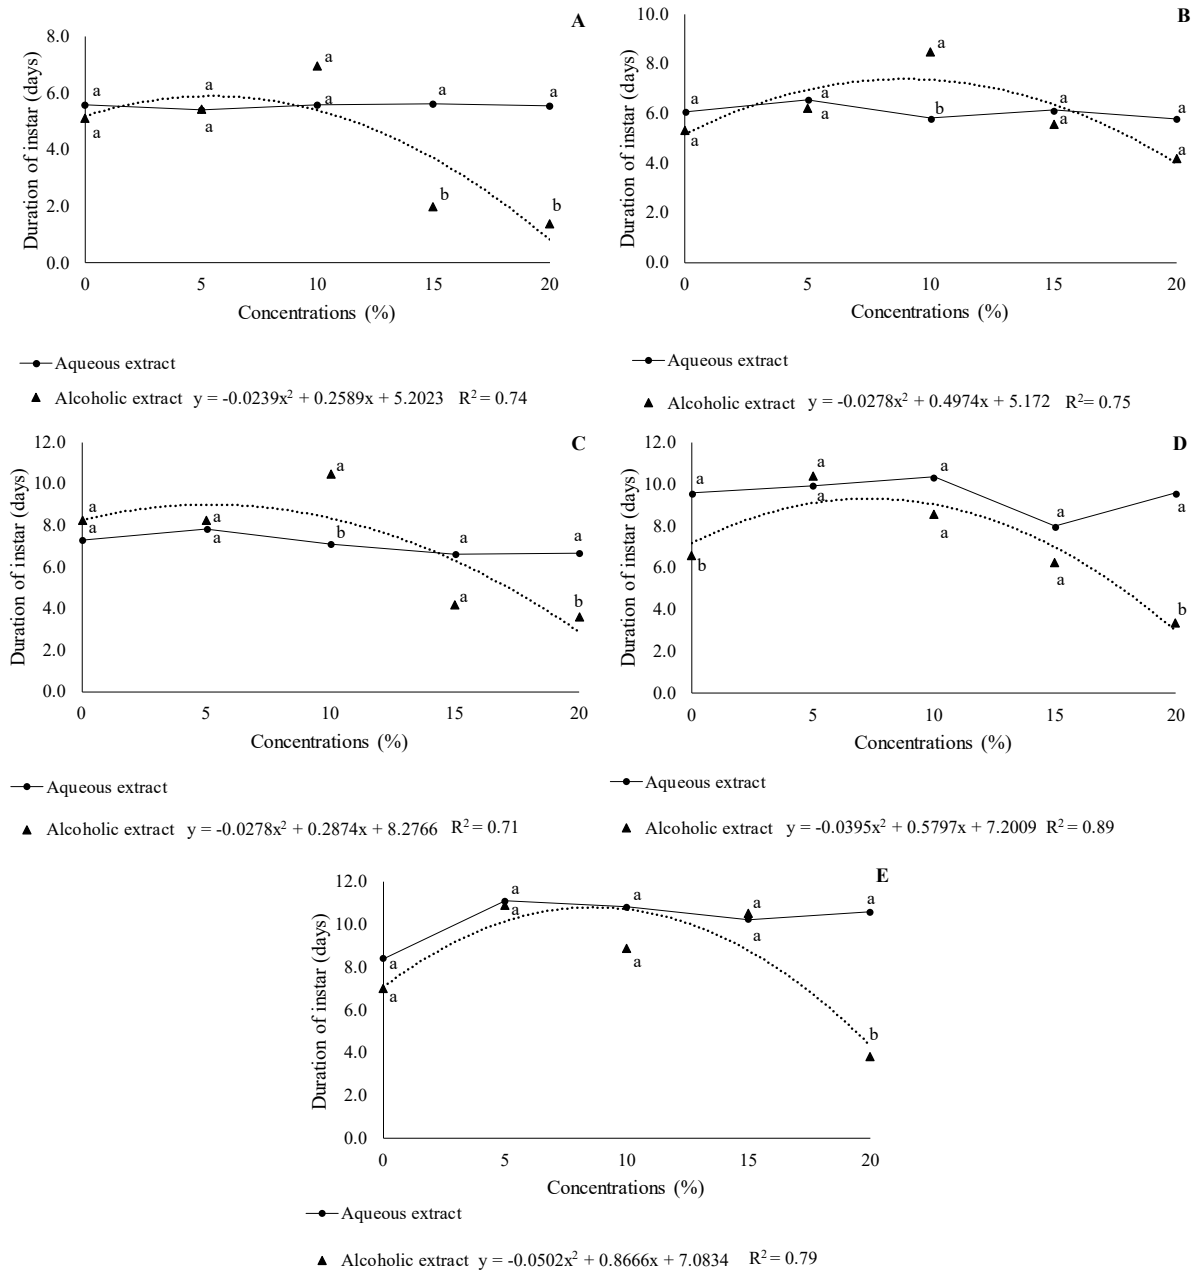 A
Duration of instar (days)
8.0
6.0
4.0
2.0
0.0
a
a
a
a
a
a
a
a
b
b
0
5
10
15
20
Concentrations (%)
Aqueous extract
Alcoholic extract y = -0.0239x² + 0.2589x + 5.2023 R² = 0.74
B
Duration of instar (days)
10.0
8.0
6.0
4.0
2.0
0.0
a
a
a
a
a
b
a
a
a
a
0
5
10
15
20
Concentrations (%)
Aqueous extract
Alcoholic extract y = -0.0278x² + 0.4974x + 5.172 R² = 0.75
C
Duration of instar (days)
12.0
10.0
8.0
6.0
4.0
2.0
0.0
a
a
a
a
a
b
a
a
a
b
0
5
10
15
20
Concentrations (%)
Aqueous extract
Alcoholic extract y = -0.0278x² + 0.2874x + 8.2766 R² = 0.71
D
Duration of instar (days)
12.0
10.0
8.0
6.0
4.0
2.0
0.0
a
b
a
a
a
a
a
a
a
b
0
5
10
15
20
Concentrations (%)
Aqueous extract
Alcoholic extract y = -0.0395x² + 0.5797x + 7.2009 R² = 0.89
E
Duration of instar (days)
12.0
10.0
8.0
6.0
4.0
2.0
0.0
a
a
a
a
a
a
a
a
a
b
0
5
10
15
20
Concentrations (%)
Aqueous extract
Alcoholic extract y = -0.0502x² + 0.8666x + 7.0834 R² = 0.79